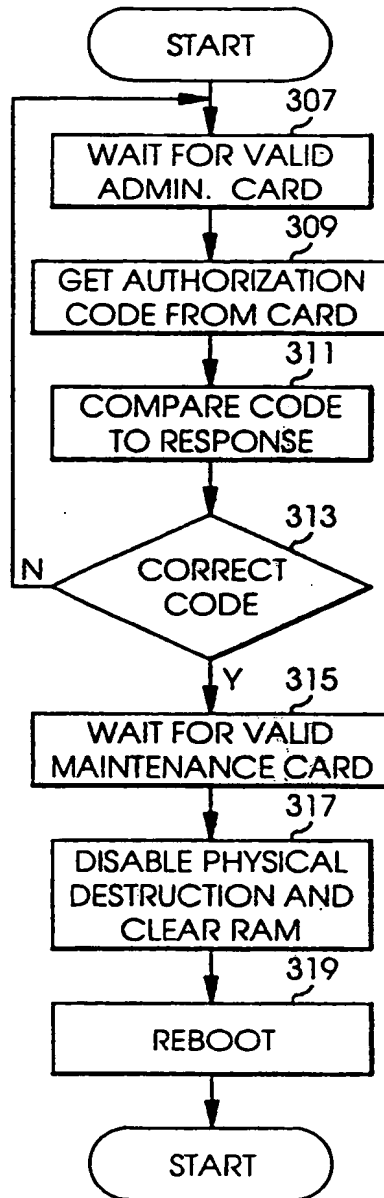 START
307
WAIT FOR VALID
ADMIN. CARD
309
GET AUTHORIZATION
CODE FROM CARD
311
COMPARE CODE
TO RESPONSE
313
N
CORRECT
CODE
Y
315
WAIT FOR VALID
MAINTENANCE CARD
317
DISABLE PHYSICAL
DESTRUCTION AND
CLEAR RAM
319
REBOOT
START